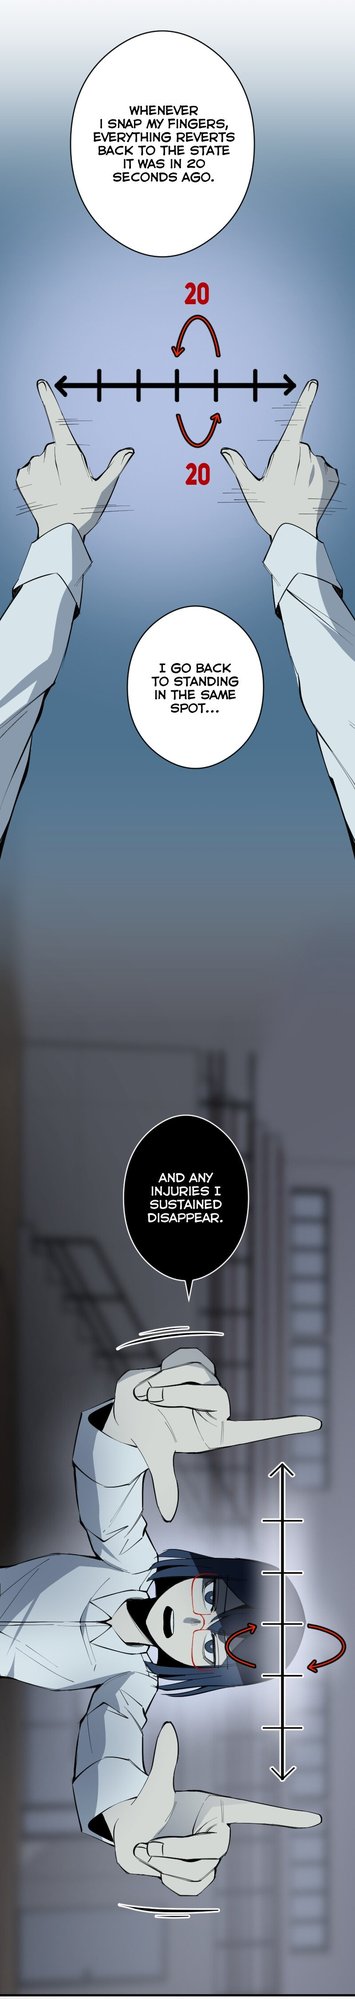 WHENEVER
I SNAP MY FINGERS,
EVERYTHING REVERTS
BACK TO THE STATE
IT WAS IN 20
SECONDS AGO.
20
20
I GO BACK
TO STANDING
IN THE SAME
SPOT...
AND ANY
INJURIES I
SUSTAINED
DISAPPEAR.